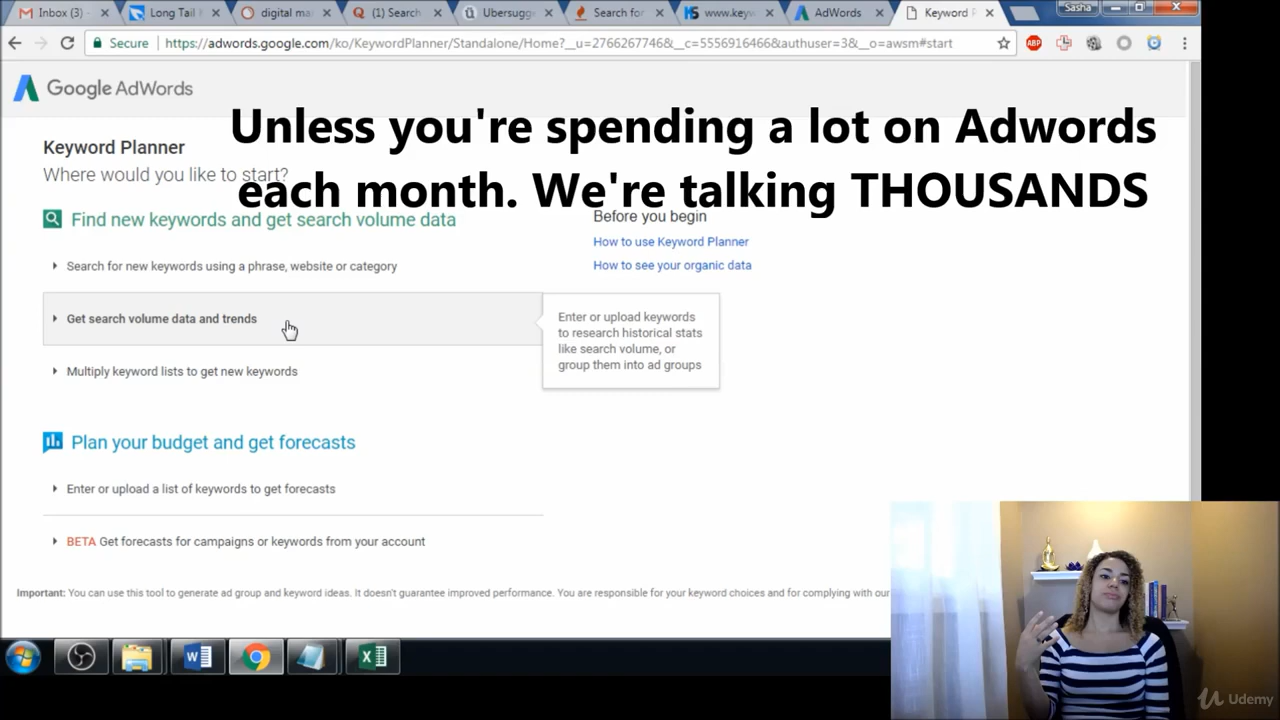 Inbox (3) -
Long Tail
digital ma
(1) Search
Ubersugge
Search for
www.keyw
AdWords
Keyword P
Sasha
Secure
https://adwords.google.com/ko/KeywordPlanner/Standalone/Home?__u=2766267746&__c=5556916466&authuser=3&__o=awsm#start
ABP
Google AdWords
Unless you're spending a lot on Adwords
each month. We're talking THOUSANDS
Keyword Planner
Where would you like to start?
Find new keywords and get search volume data
Search for new keywords using a phrase, website or category
Get search volume data and trends
Multiply keyword lists to get new keywords
Before you begin
How to use Keyword Planner
How to see your organic data
Enter or upload keywords
to research historical stats
like search volume, or
group them into ad groups
Plan your budget and get forecasts
Enter or upload a list of keywords to get forecasts
BETA Get forecasts for campaigns or keywords from your account
Important: You can use this tool to generate ad group and keyword ideas. It doesn't guarantee improved performance. You are responsible for your keyword choices and for complying with our
Udemy